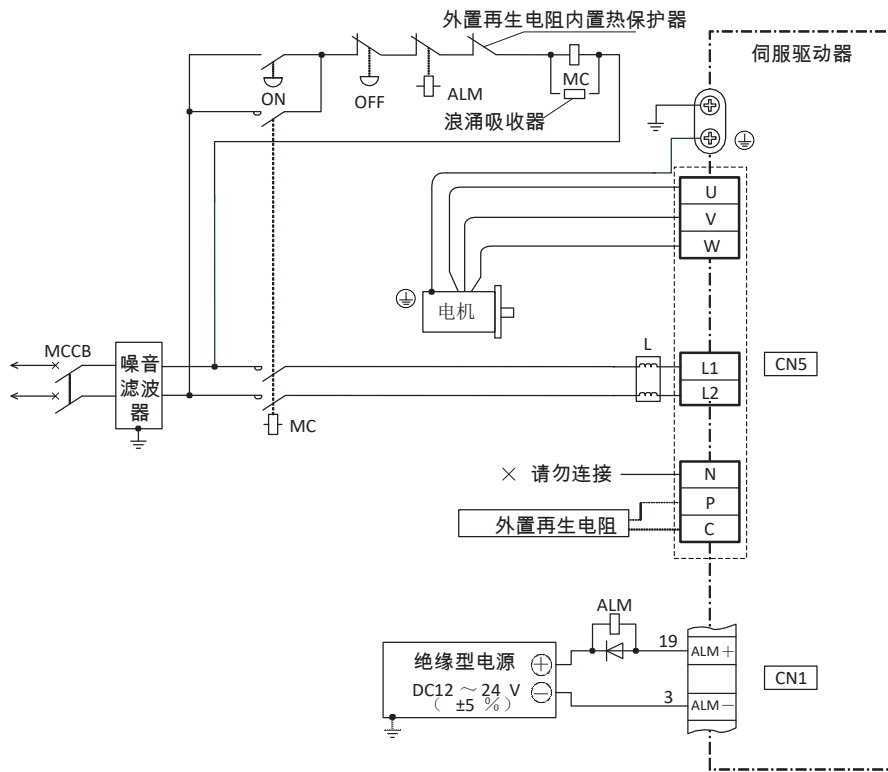 外置再生电阻内置热保护器
伺服驱动器
ON
OFF
ALM
MC
浪涌吸收器
U
V
W
电机
L
MCCB
噪音
滤波
器
L1
L2
CN5
MC
× 请勿连接
N
P
C
外置再生电阻
ALM
绝缘型电源
DC12 ～ 24 V
（ ±5 %）
19
ALM＋
CN1
3
ALM－